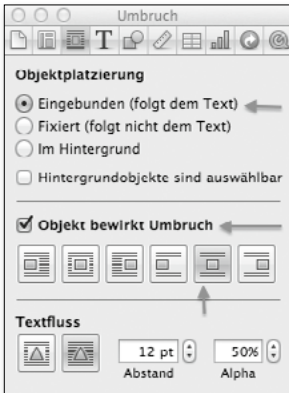 Umbruch
T
Objektplatzierung
Eingebunden (folgt dem Text)
Fixiert (folgt nicht dem Text)
Im Hintergrund
Hintergrundobjekte sind auswählbar
Objekt bewirkt Umbruch
Textfluss
12 pt 50%
Abstand Alpha